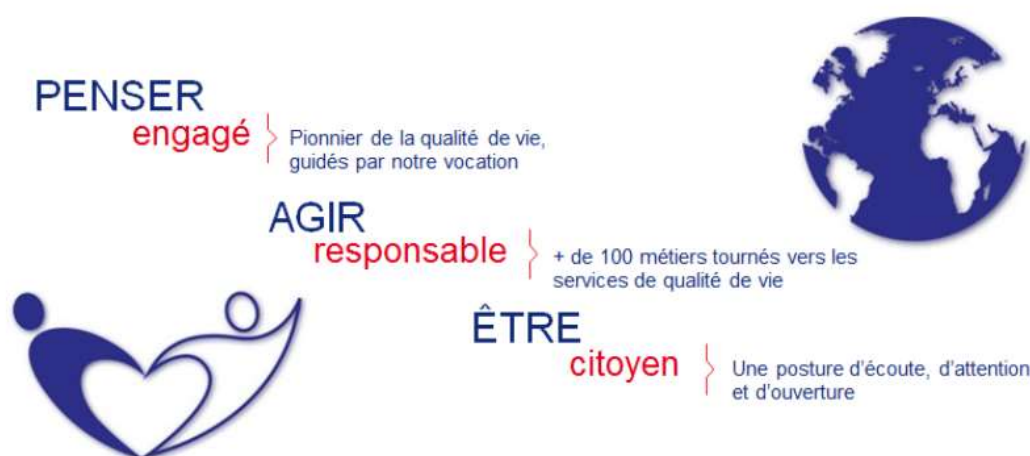 PENSER
engagé
Pionnier de la qualité de vie,
guidés par notre vocation
AGIR
responsable
+ de 100 métiers tournés vers les
services de qualité de vie
ÊTRE
citoyen
Une posture d'écoute, d'attention
et d'ouverture